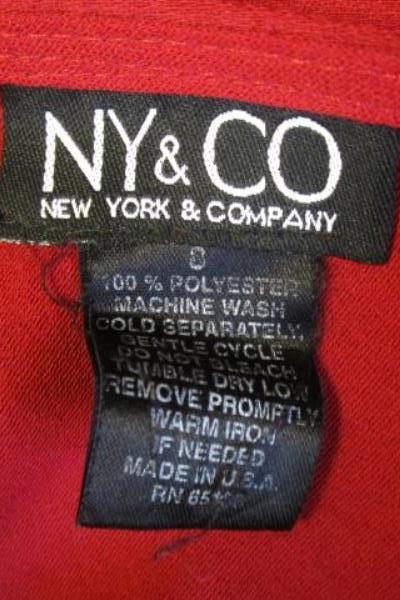 NY&CO
NEW YORK & COMPANY
8
100 % POLYESTER
MACHINE WASH
COLD SEPARATELY,
GENTLE CYCLE
DO NOT BLEACH
TUMBLE DRY LOW
REMOVE PROMPTLY
WARM IRON
IF NEEDED
MADE IN U.S.A.
RN